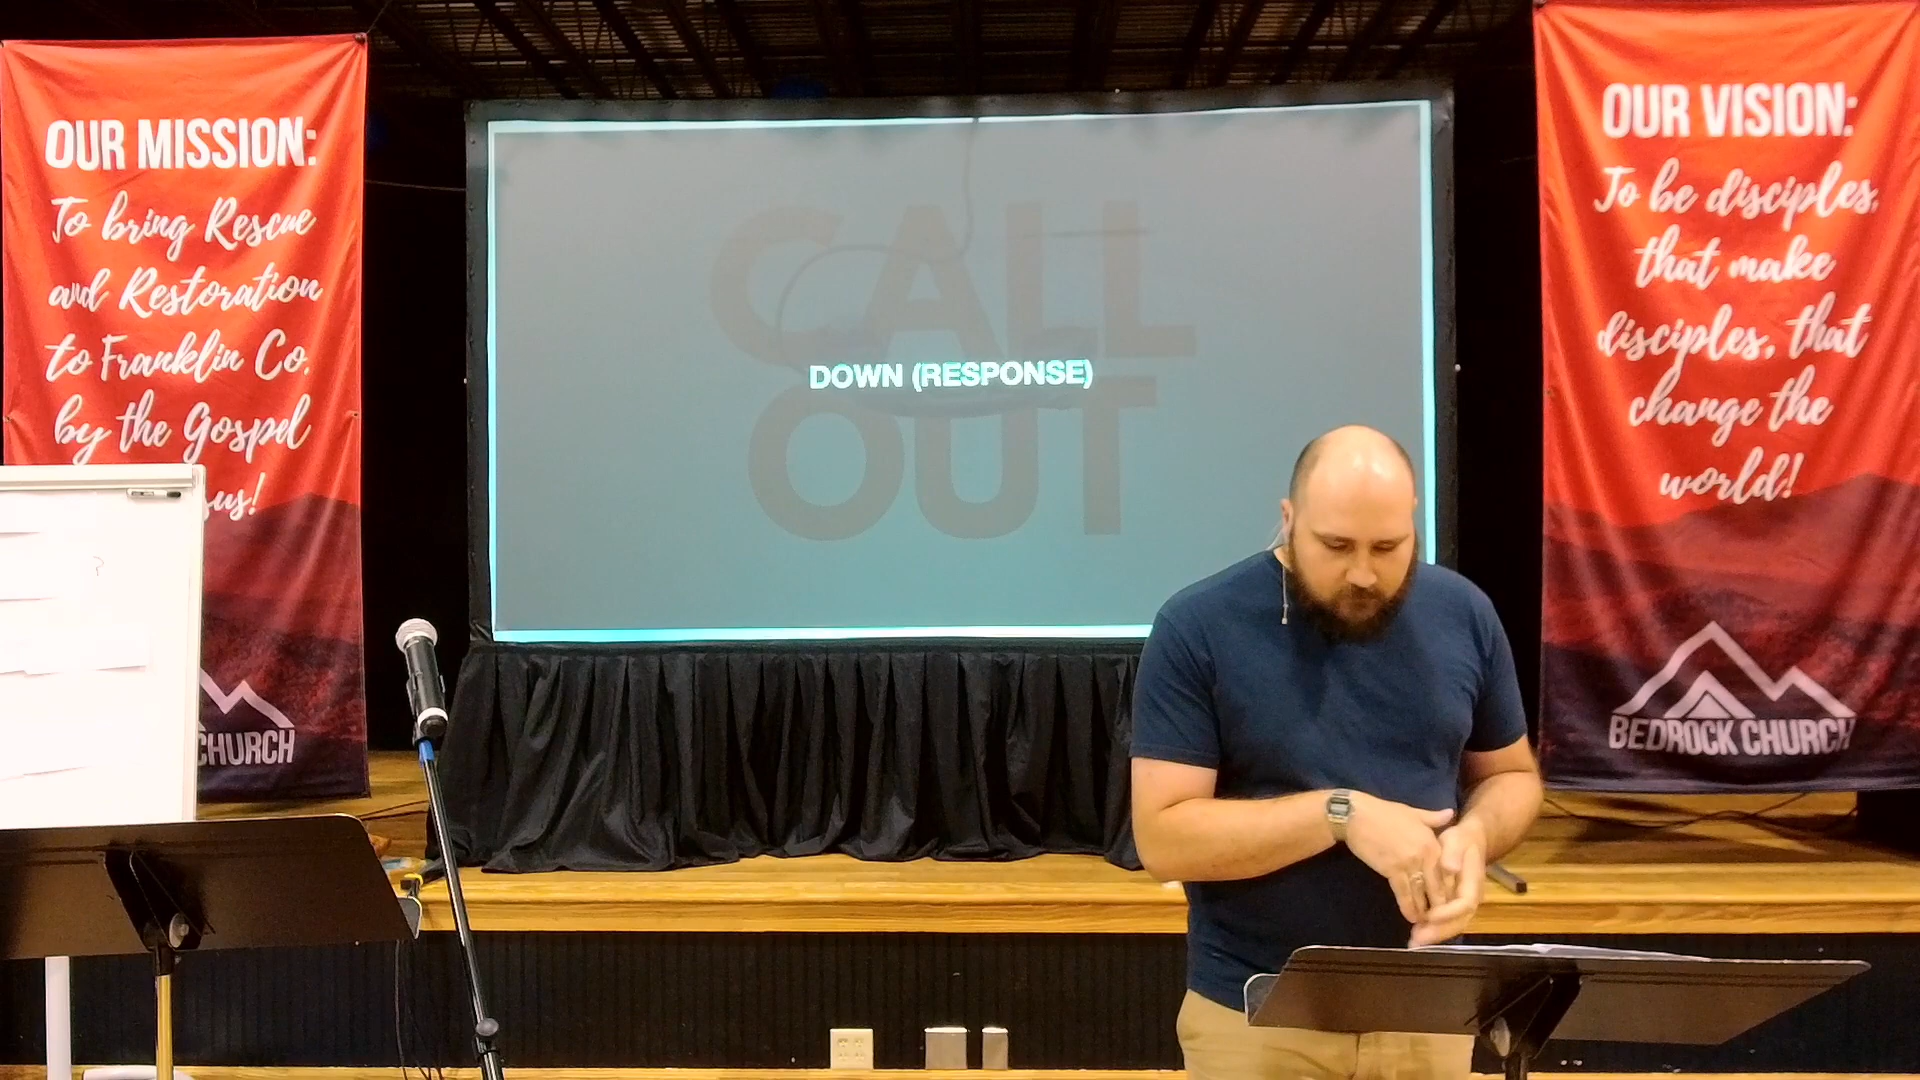 OUR MISSION:
To bring Rescue
and Restoration
to Franklin Co.
by the Gospel
sus!
CHURCH
CALL
OUT
DOWN (RESPONSE)
OUR VISION:
To be disciples,
that make
disciples, that
change the
world!
BEDROCK CHURCH
?